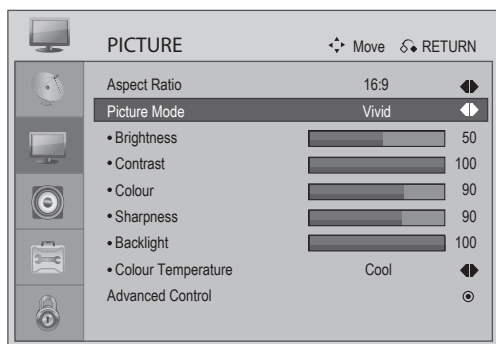 PICTURE Move RETURN
Aspect Ratio 16:9
Picture Mode Vivid
• Brightness 50
• Contrast 100
• Colour 90
• Sharpness 90
• Backlight 100
• Colour Temperature Cool
Advanced Control